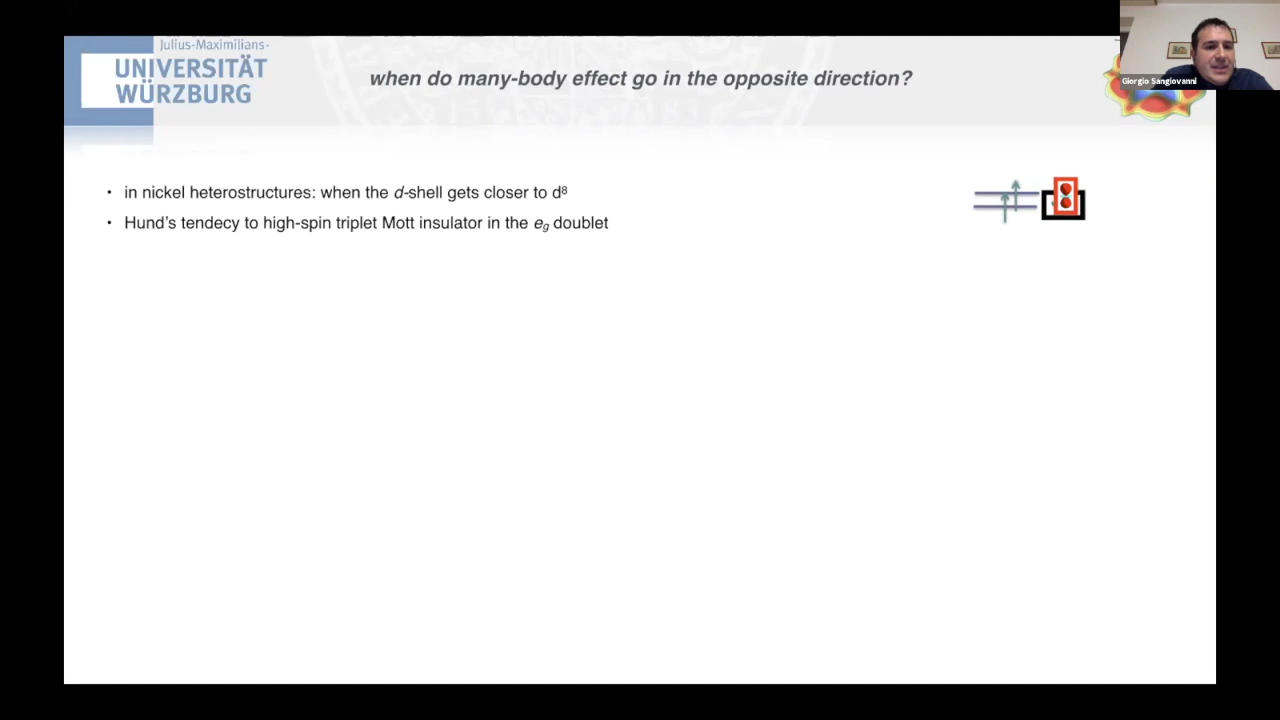 Julius-Maximilians-
UNIVERSITÄT
WÜRZBURG
when do many-body effect go in the opposite direction?
Giorgio Sangiovanni
• in nickel heterostructures: when the d-shell gets closer to d⁸
• Hund's tendecy to high-spin triplet Mott insulator in the eg doublet